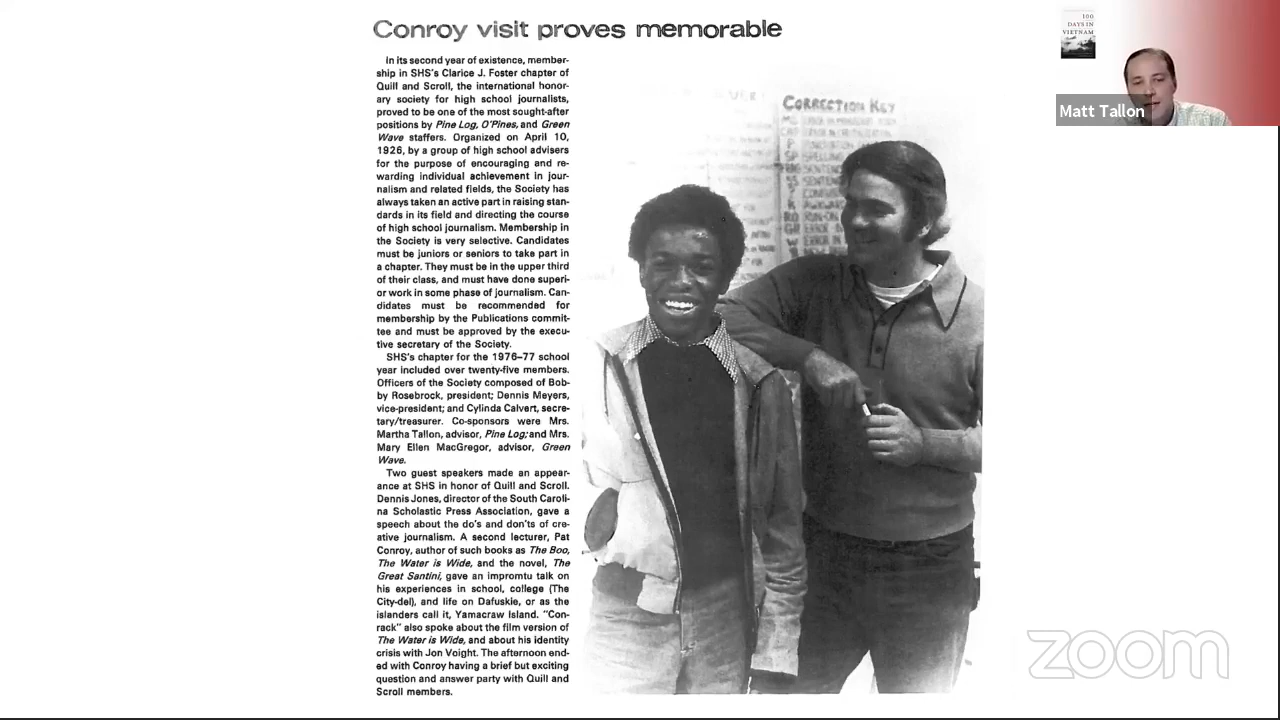 Conroy visit proves memorable
In its second year of existence, member-
ship in SHS's Clarice J. Foster chapter of
Quill and Scroll, the international honor-
ary society for high school journalists,
proved to be one of the most sought-after
positions by Pine Log, O'Pines, and Green
Wave staffers. Organized on April 10,
1926, by a group of high school advisers
for the purpose of encouraging and re-
warding individual achievement in jour-
nalism and related fields, the Society has
always taken an active part in raising stan-
dards in its field and directing the course
of high school journalism. Membership in
the Society is very selective. Candidates
must be juniors or seniors to take part in
a chapter. They must be in the upper third
of their class, and must have done superi-
or work in some phase of journalism. Can-
didates must be recommended for
membership by the Publications commit-
tee and must be approved by the execu-
tive secretary of the Society.
SHS's chapter for the 1976-77 school
year included over twenty-five members.
Officers of the Society composed of Bob-
by Rosebrock, president; Dennis Meyers,
vice-president; and Cylinda Calvert, secre-
tary/treasurer. Co-sponsors were Mrs.
Martha Tallon, advisor, Pine Log; and Mrs.
Mary Ellen MacGregor, advisor, Green
Wave.
Two guest speakers made an appear-
ance at SHS in honor of Quill and Scroll.
Dennis Jones, director of the South Caroli-
na Scholastic Press Association, gave a
speech about the do's and don'ts of cre-
ative journalism. A second lecturer, Pat
Conroy, author of such books as The Boo,
The Water is Wide, and the novel, The
Great Santini, gave an impromtu talk on
his experiences in school, college (The
City-del), and life on Dafuskie, or as the
islanders call it, Yamacraw Island. "Con-
rack" also spoke about the film version of
The Water is Wide, and about his identity
crisis with Jon Voight. The afternoon end-
ed with Conroy having a brief but exciting
question and answer party with Quill and
Scroll members.
CORRECTION KEY
100
DAYS IN
VIETNAM
Matt Tallon
zoom